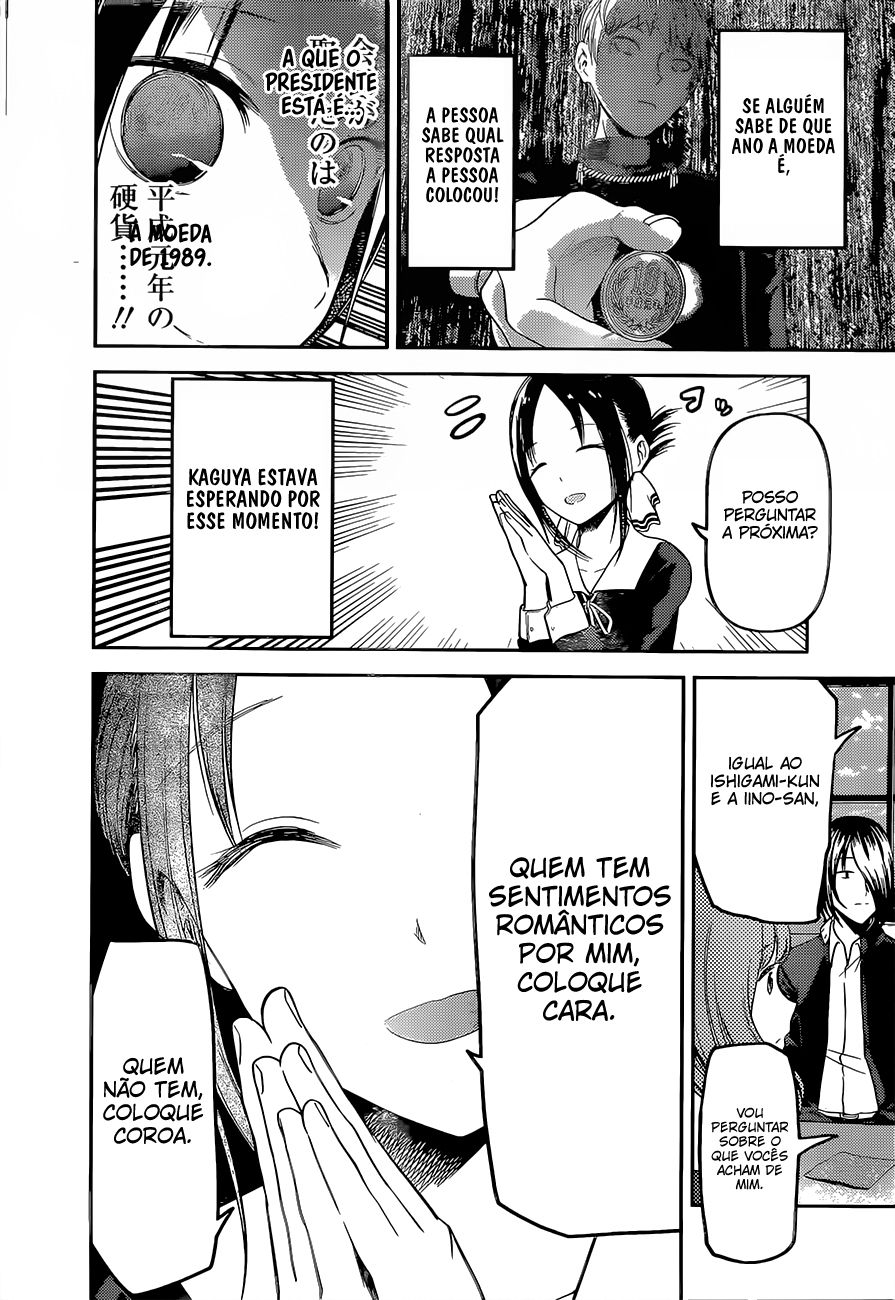 SE ALGUÉM
SABE DE QUE
ANO A MOEDA
É,
A PESSOA
SABE QUAL
RESPOSTA
A PESSOA
COLOCOU!
10
A QUE O
PRESIDENTE
ESTÁ É
平成元年の
硬貨……!!
A MOEDA
DE 1989.
POSSO
PERGUNTAR
A PRÓXIMA?
KAGUYA ESTAVA
ESPERANDO POR
ESSE MOMENTO!
IGUAL AO
ISHIGAMI-KUN
E A IINO-SAN,
VOU
PERGUNTAR
SOBRE O
QUE VOCÊS
ACHAM DE
MIM.
QUEM TEM
SENTIMENTOS
ROMÂNTICOS
POR MIM,
COLOQUE
CARA.
QUEM
NÃO TEM,
COLOQUE
COROA.